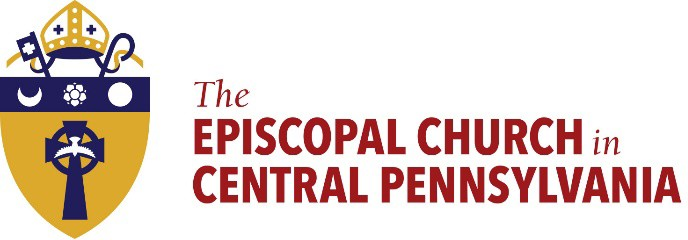 The
EPISCOPAL CHURCH in
CENTRAL PENNSYLVANIA